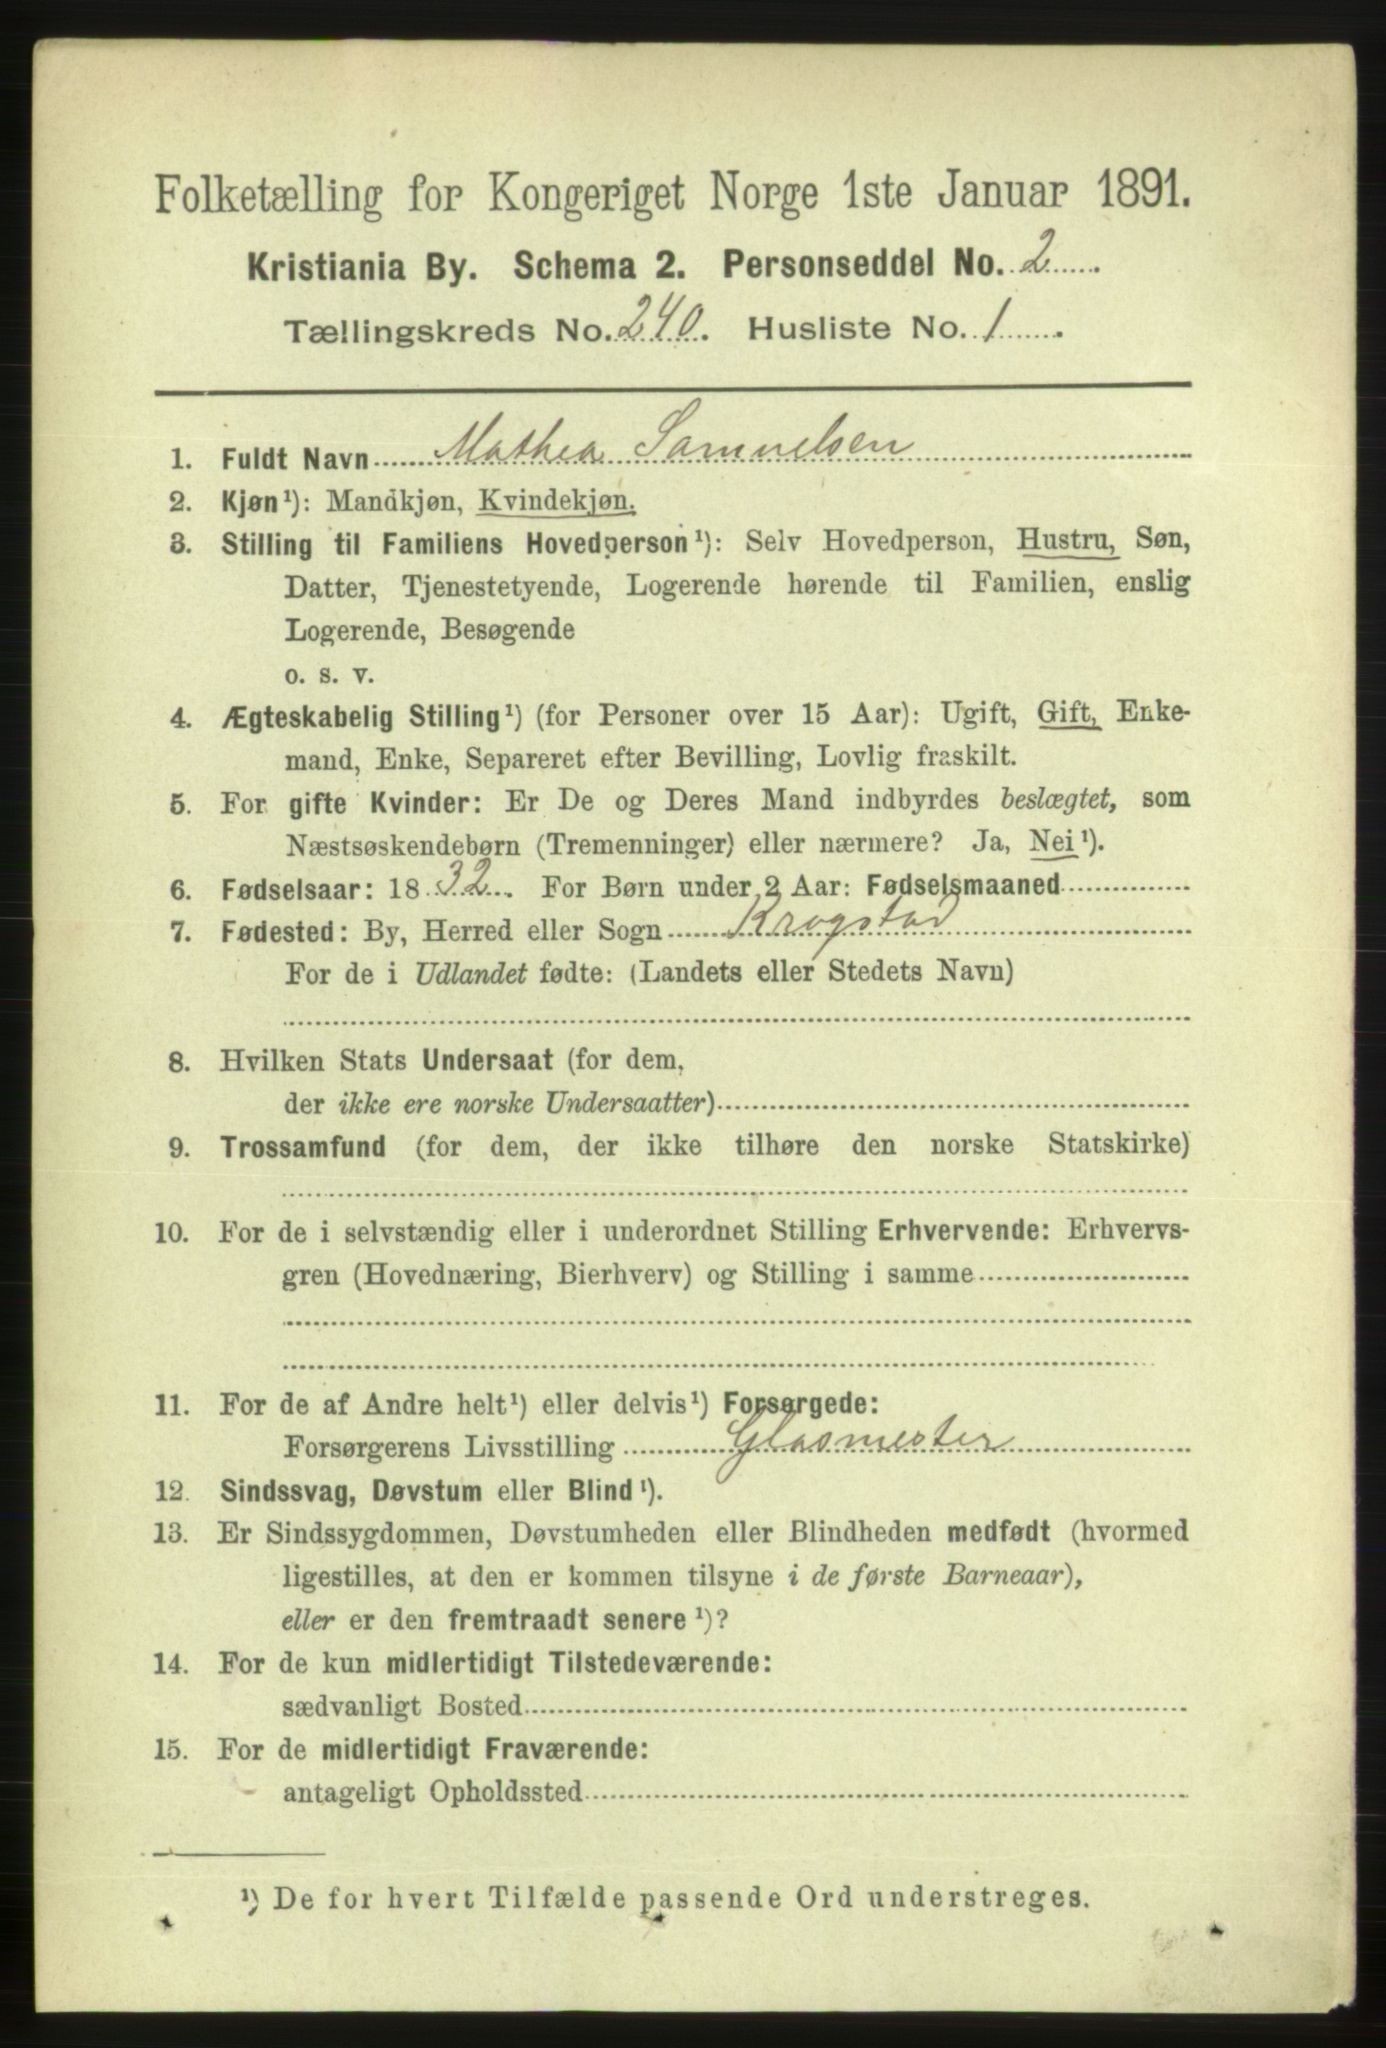 Folketælling for Kongeriget Norge 1ste Januar 1891.
Kristiania By. Schema 2. Personseddel No. 2
Tællingskreds No. 240. Husliste No. 1
1. Fuldt Navn Mathea Samuelsen
2. Kjøn¹): Mandkjøn, Kvindekjøn.
3. Stilling til Familiens Hovedperson¹): Selv Hovedperson, Hustru, Søn,
Datter, Tjenestetyende, Logerende hørende til Familien, enslig
Logerende, Besøgende
o. s. v.
4. Ægteskabelig Stilling¹) (for Personer over 15 Aar): Ugift, Gift, Enke-
mand, Enke, Separeret efter Bevilling, Lovlig fraskilt.
5. For gifte Kvinder: Er De og Deres Mand indbyrdes beslægtet, som
Næstsøskendebørn (Tremenninger) eller nærmere? Ja, Nei¹).
6. Fødselsaar: 1832. For Børn under 2 Aar: Fødselsmaaned
7. Fødested: By, Herred eller Sogn Krogstad
For de i Udlandet fødte: (Landets eller Stedets Navn)
8. Hvilken Stats Undersaat (for dem,
der ikke ere norske Undersaatter)
9. Trossamfund (for dem, der ikke tilhøre den norske Statskirke)
10. For de i selvstændig eller i underordnet Stilling Erhvervende: Erhvervs-
gren (Hovednæring, Bierhverv) og Stilling i samme
11. For de af Andre helt¹) eller delvis¹) Forsørgede:
Forsørgerens Livsstilling Glasmester
12. Sindssvag, Døvstum eller Blind¹).
13. Er Sindssygdommen, Døvstumheden eller Blindheden medfødt (hvormed
ligestilles, at den er kommen tilsyne i de første Barneaar),
eller er den fremtraadt senere¹)?
14. For de kun midlertidigt Tilstedeværende:
sædvanligt Bosted
15. For de midlertidigt Fraværende:
antageligt Opholdssted
¹) De for hvert Tilfælde passende Ord understreges.